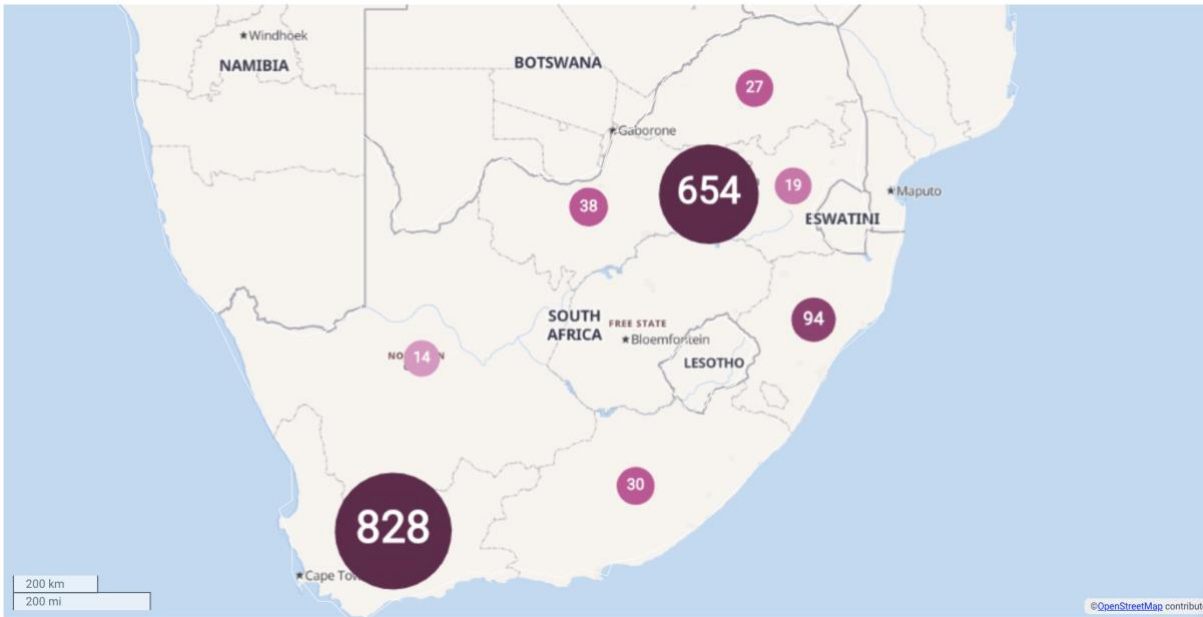 Windhoek
NAMIBIA
BOTSWANA
27
Gaborone
654
19
Maputo
38
ESWATINI
SOUTH
AFRICA
FREE STATE
Bloemfontein
94
LESOTHO
14
30
828
Cape
200 km
200 mi
©OpenStreetMap